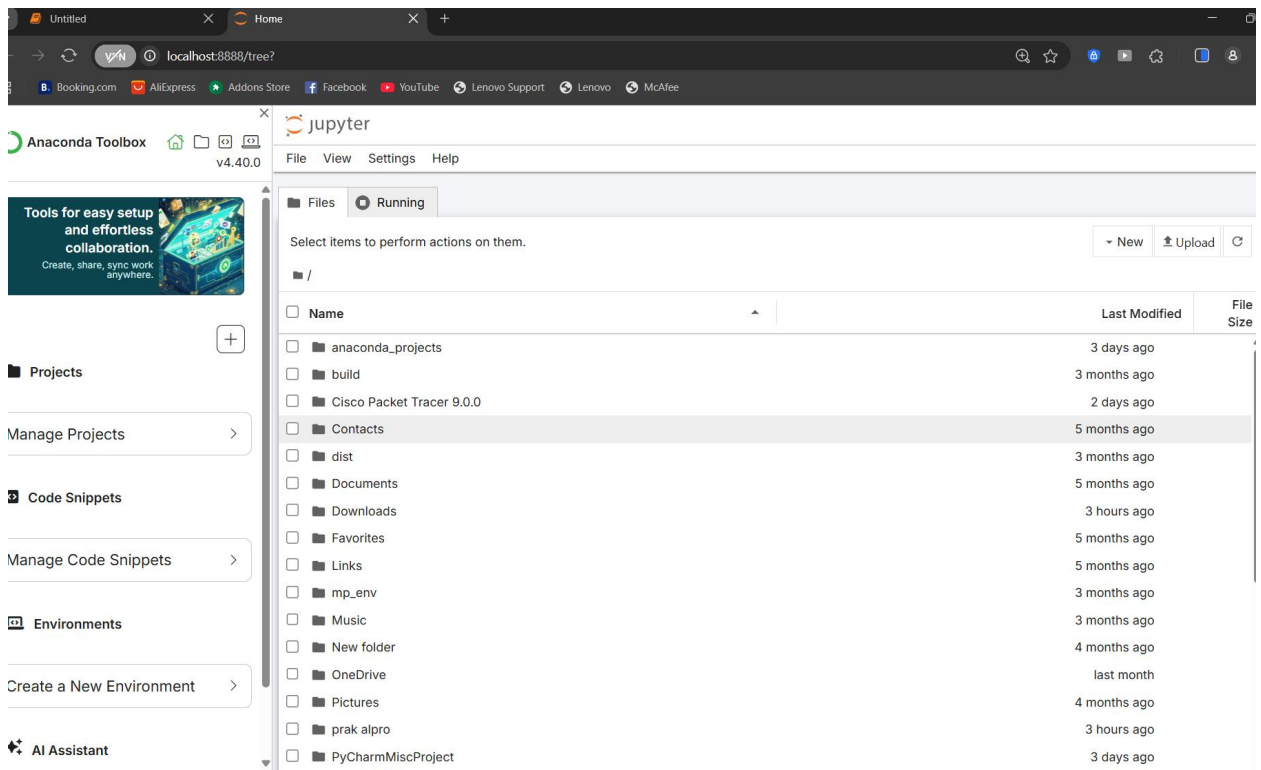 Untitled
Home
VPN
localhost:8888/tree?
B. Booking.com AliExpress Addons Store Facebook YouTube Lenovo Support Lenovo McAfee
Anaconda Toolbox
v4.40.0
Tools for easy setup
and effortless
collaboration.
Create, share, sync work
anywhere.
Projects
Manage Projects
Code Snippets
Manage Code Snippets
Environments
Create a New Environment
AI Assistant
jupyter
File View Settings Help
Files Running
Select items to perform actions on them.
New Upload
/
Name Last Modified File
Size
anaconda_projects 3 days ago
build 3 months ago
Cisco Packet Tracer 9.0.0 2 days ago
Contacts 5 months ago
dist 3 months ago
Documents 5 months ago
Downloads 3 hours ago
Favorites 5 months ago
Links 5 months ago
mp_env 3 months ago
Music 3 months ago
New folder 4 months ago
OneDrive last month
Pictures 4 months ago
prak alpro 3 hours ago
PyCharmMiscProject 3 days ago